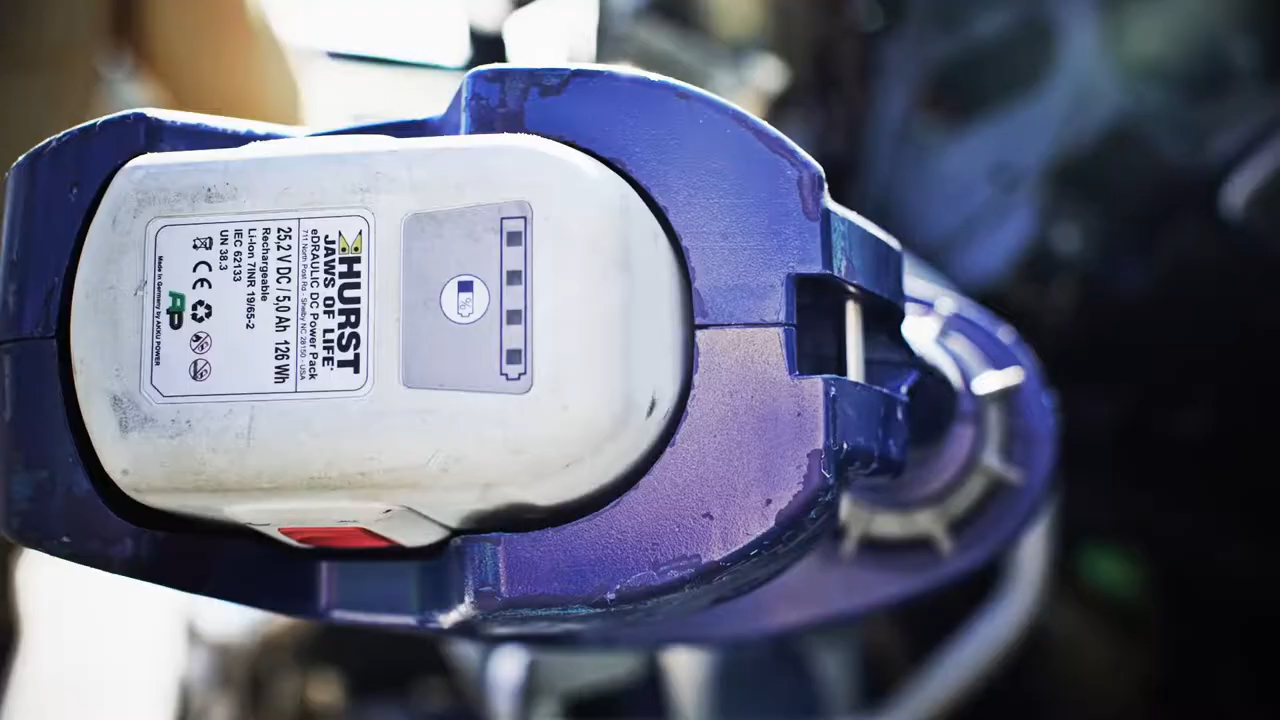 HURST
JAWS OF LIFE
eDRAULIC DC Power Pack
711 North Post Rd - Shelby NC 28150 - USA
25,2 V DC / 5,0 Ah 126 Wh
Rechargeable
Li-Ion 7INR 19/65-2
IEC 62133
UN 38.3
CE
AP
Made in Germany by AKKU POWER
%